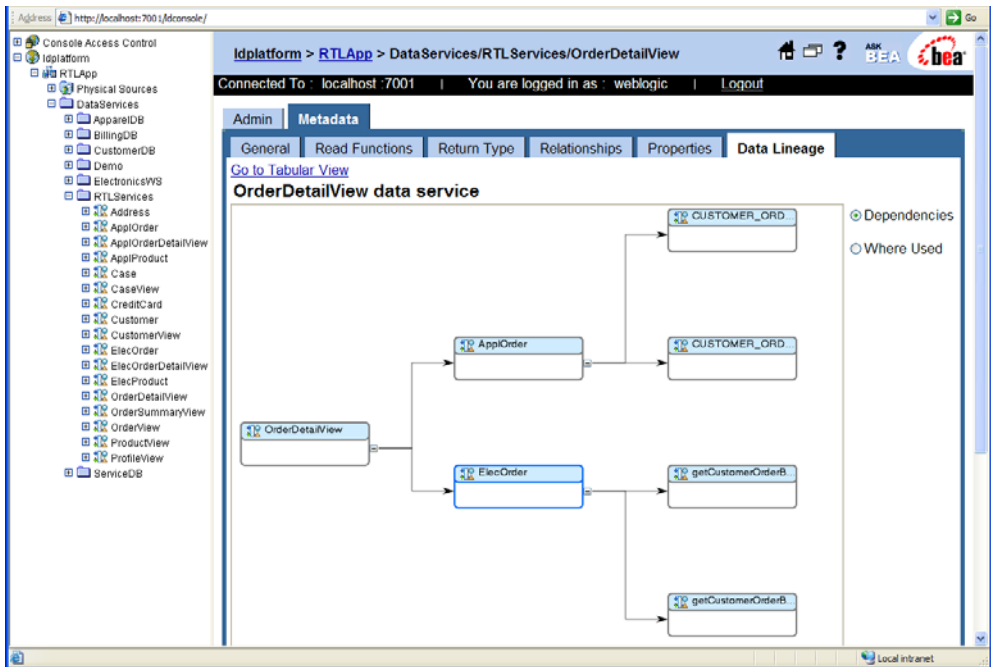 Address http://localhost:7001/ldconsole/ Go
Console Access Control
ldplatform
RTLApp
Physical Sources
DataServices
ApparelDB
BillingDB
CustomerDB
Demo
ElectronicsWS
RTLServices
Address
ApplOrder
ApplOrderDetailView
ApplProduct
Case
CaseView
CreditCard
Customer
CustomerView
ElecOrder
ElecOrderDetailView
ElecProduct
OrderDetailView
OrderSummaryView
OrderView
ProductView
ProfileView
ServiceDB
ldplatform > RTLApp > DataServices/RTLServices/OrderDetailView ? ASK BEA bea
Connected To : localhost :7001 | You are logged in as : weblogic | Logout
Admin Metadata
General Read Functions Return Type Relationships Properties Data Lineage
Go to Tabular View
OrderDetailView data service
CUSTOMER_ORD...
Dependencies
Where Used
ApplOrder
CUSTOMER_ORD...
OrderDetailView
ElecOrder
getCustomerOrderB...
getCustomerOrderB...
Local intranet